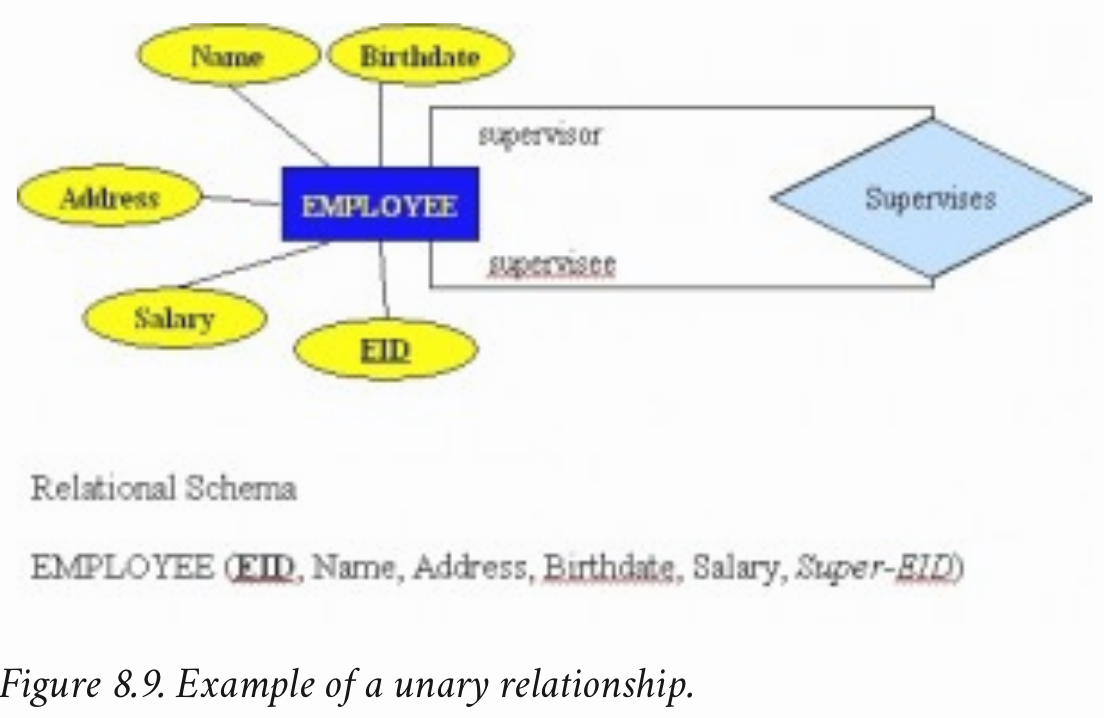 Name
Birthdate
supervisor
Address
EMPLOYEE
Supervises
supervisee
Salary
EID
Relational Schema
EMPLOYEE (EID, Name, Address, Birthdate, Salary, Super-EID)
Figure 8.9. Example of a unary relationship.